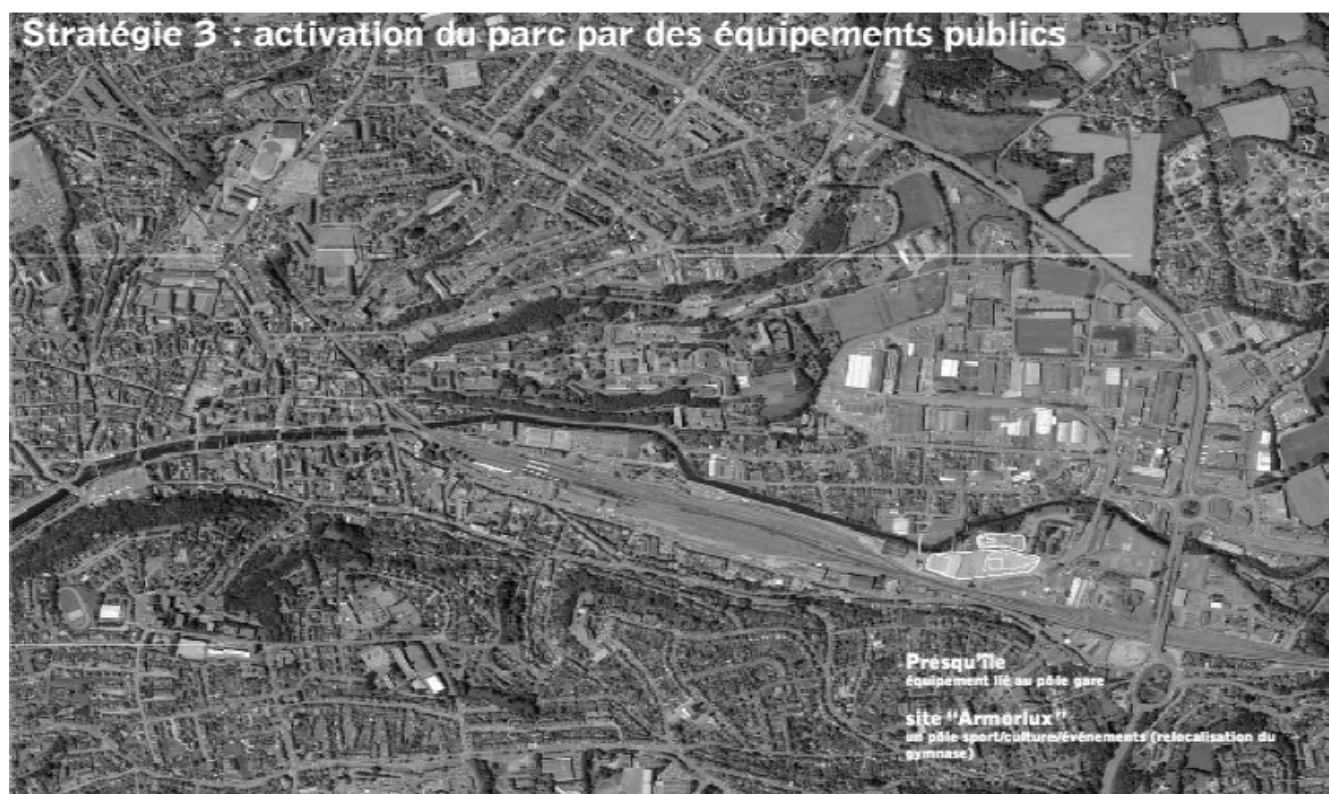 Stratégie 3 : activation du parc par des équipements publics
Presqu'île
équipement lié au pôle gare
site "Armorlux"
un pôle sport/culture/événements (relocalisation du
gymnase)